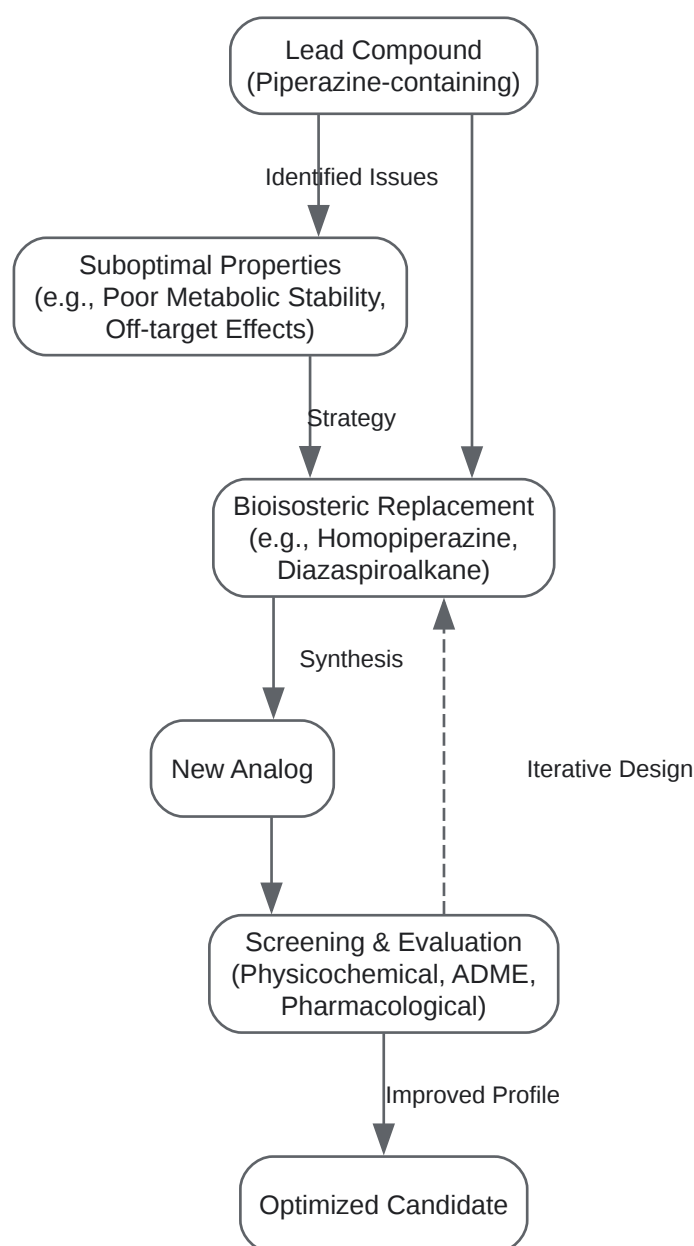 Lead Compound
(Piperazine-containing)
Identified Issues
Suboptimal Properties
(e.g., Poor Metabolic Stability,
Off-target Effects)
Strategy
Bioisosteric Replacement
(e.g., Homopiperazine,
Diazaspiroalkane)
Synthesis
New Analog
Iterative Design
Screening & Evaluation
(Physicochemical, ADME,
Pharmacological)
Improved Profile
Optimized Candidate